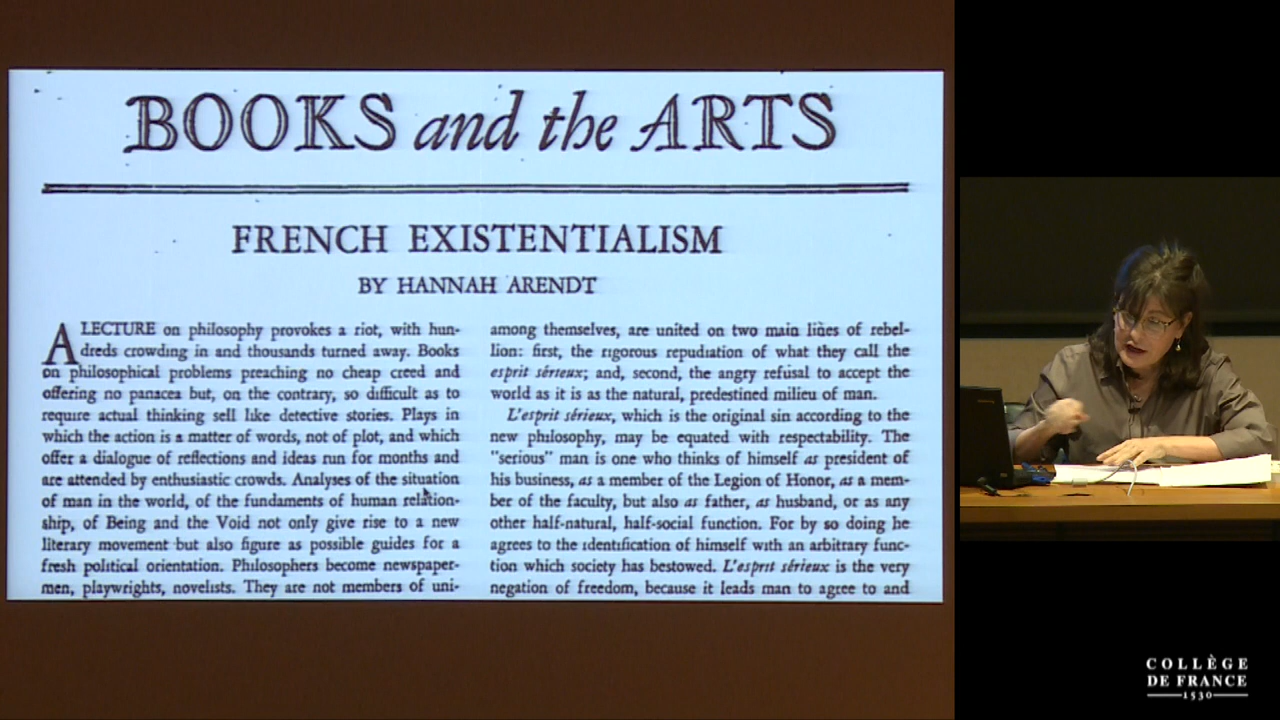 BOOKS and the ARTS
FRENCH EXISTENTIALISM
BY HANNAH ARENDT
A LECTURE on philosophy provokes a riot, with hun-
dreds crowding in and thousands turned away. Books
on philosophical problems preaching no cheap creed and
offering no panacea but, on the contrary, so difficult as to
require actual thinking sell like detective stories. Plays in
which the action is a matter of words, not of plot, and which
offer a dialogue of reflections and ideas run for months and
are attended by enthusiastic crowds. Analyses of the situation
of man in the world, of the fundaments of human relation-
ship, of Being and the Void not only give rise to a new
literary movement but also figure as possible guides for a
fresh political orientation. Philosophers become newspaper-
men, playwrights, novelists. They are not members of uni-
among themselves, are united on two main lines of rebel-
lion: first, the rigorous repudiation of what they call the
esprit sérieux; and, second, the angry refusal to accept the
world as it is as the natural, predestined milieu of man.
L'esprit sérieux, which is the original sin according to the
new philosophy, may be equated with respectability. The
"serious" man is one who thinks of himself as president of
his business, as a member of the Legion of Honor, as a mem-
ber of the faculty, but also as father, as husband, or as any
other half-natural, half-social function. For by so doing he
agrees to the identification of himself with an arbitrary func-
tion which society has bestowed. L'esprit sérieux is the very
negation of freedom, because it leads man to agree to and
COLLÈGE
DE FRANCE
1530